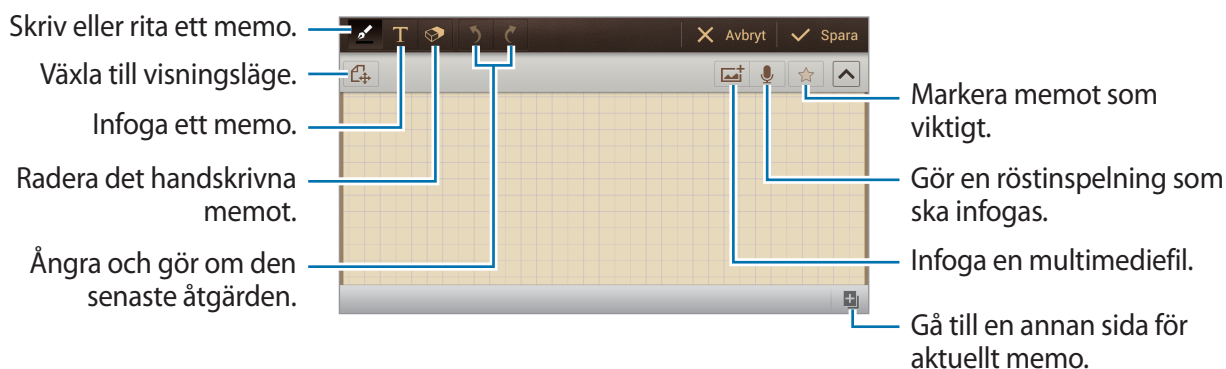 Skriv eller rita ett memo.
Växla till visningsläge.
Infoga ett memo.
Radera det handskrivna
memot.
Ångra och gör om den
senaste åtgärden.
T
Avbryt
Spara
Markera memot som
viktigt.
Gör en röstinspelning som
ska infogas.
Infoga en multimediefil.
Gå till en annan sida för
aktuellt memo.